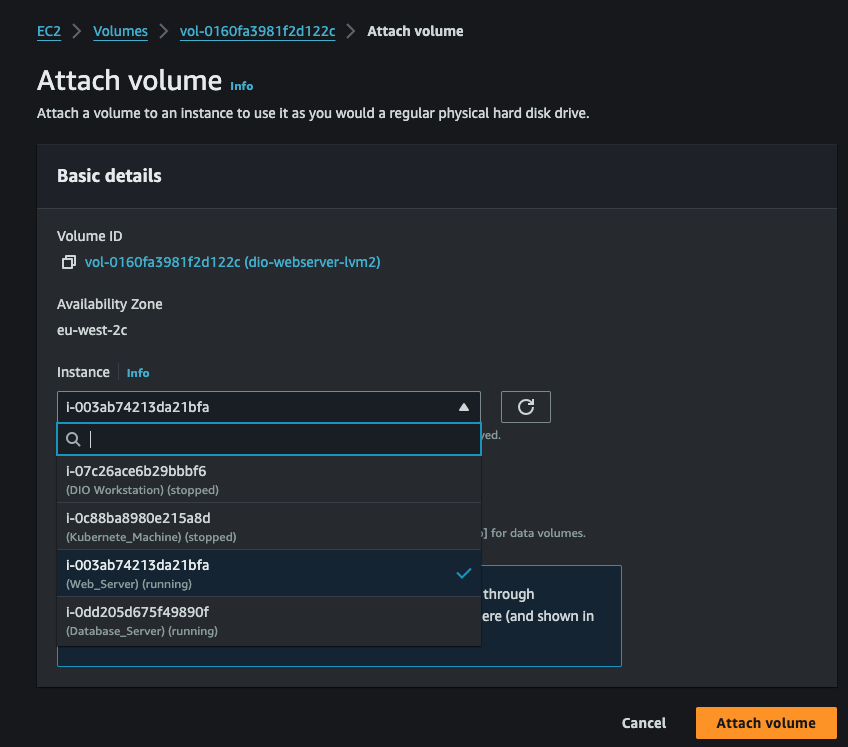 EC2 > Volumes > vol-0160fa3981f2d122c > Attach volume
Attach volume Info
Attach a volume to an instance to use it as you would a regular physical hard disk drive.
Basic details
Volume ID
vol-0160fa3981f2d122c (dio-webserver-lvm2)
Availability Zone
eu-west-2c
Instance Info
i-003ab74213da21bfa
i-07c26ace6b29bbbf6
(DIO Workstation) (stopped)
i-0c88ba8980e215a8d
(Kubernete_Machine) (stopped)
] for data volumes.
i-003ab74213da21bfa
(Web_Server) (running)
through
i-0dd205d675f49890f
ere (and shown in
(Database_Server) (running)
Cancel
Attach volume